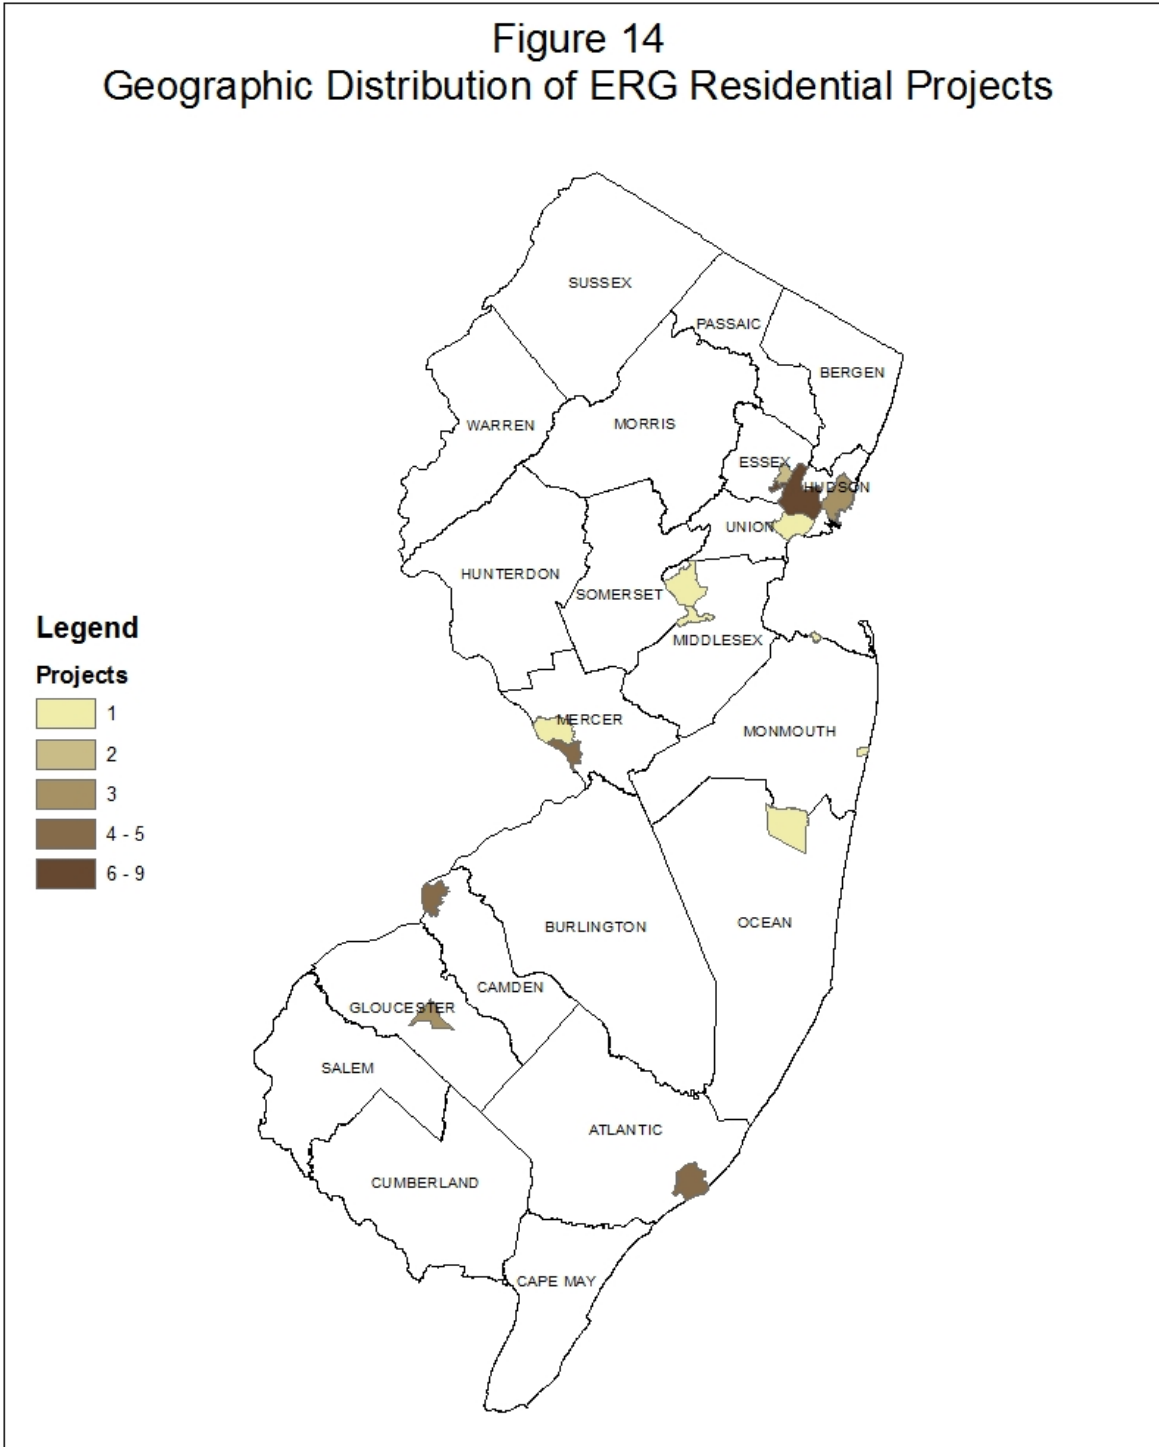 Figure 14
Geographic Distribution of ERG Residential Projects
SUSSEX
PASSAIC
BERGEN
WARREN
MORRIS
ESSEX
HUDSON
UNION
HUNTERDON
SOMERSET
MIDDLESEX
MERCER
MONMOUTH
Legend
Projects
1
2
3
4 - 5
6 - 9
OCEAN
BURLINGTON
CAMDEN
GLOUCESTER
SALEM
ATLANTIC
CUMBERLAND
CAPE MAY